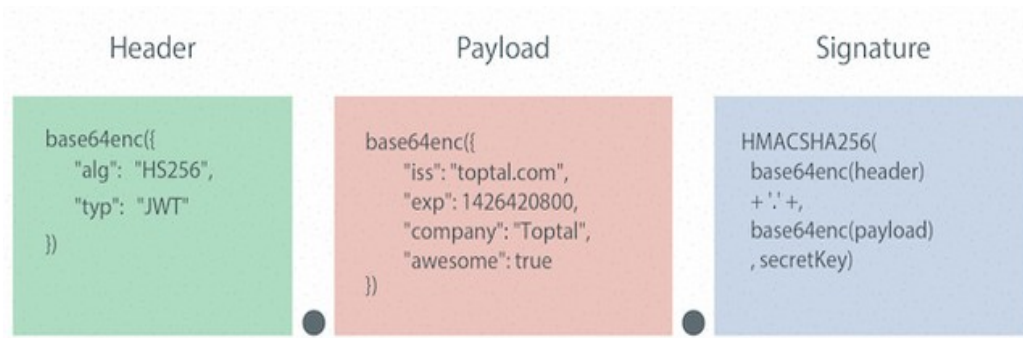 Header
base64enc({
"alg": "HS256",
"typ": "JWT"
})
Payload
base64enc({
"iss": "toptal.com",
"exp": 1426420800,
"company": "Toptal",
"awesome": true
})
Signature
HMACSHA256(
base64enc(header)
+ '.' +,
base64enc(payload)
, secretKey)